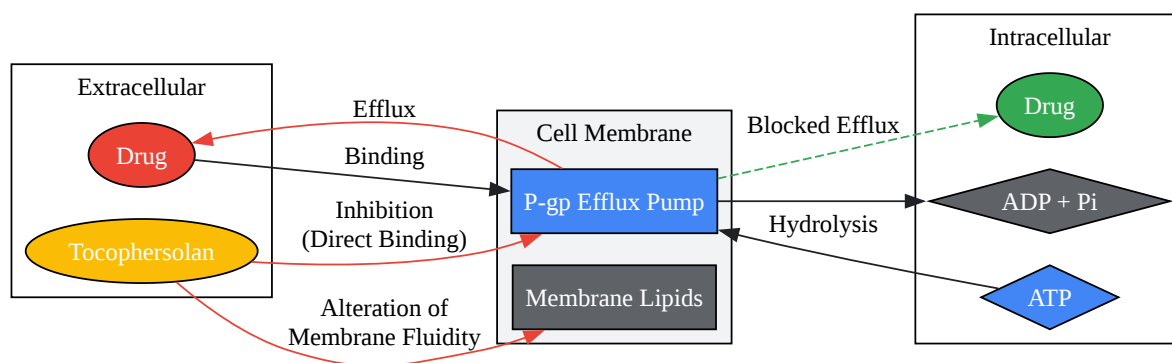 Extracellular
Drug
Tocophersolan
Efflux
Binding
Inhibition
(Direct Binding)
Alteration of
Membrane Fluidity
Cell Membrane
P-gp Efflux Pump
Membrane Lipids
Blocked Efflux
Hydrolysis
Intracellular
Drug
ADP + Pi
ATP